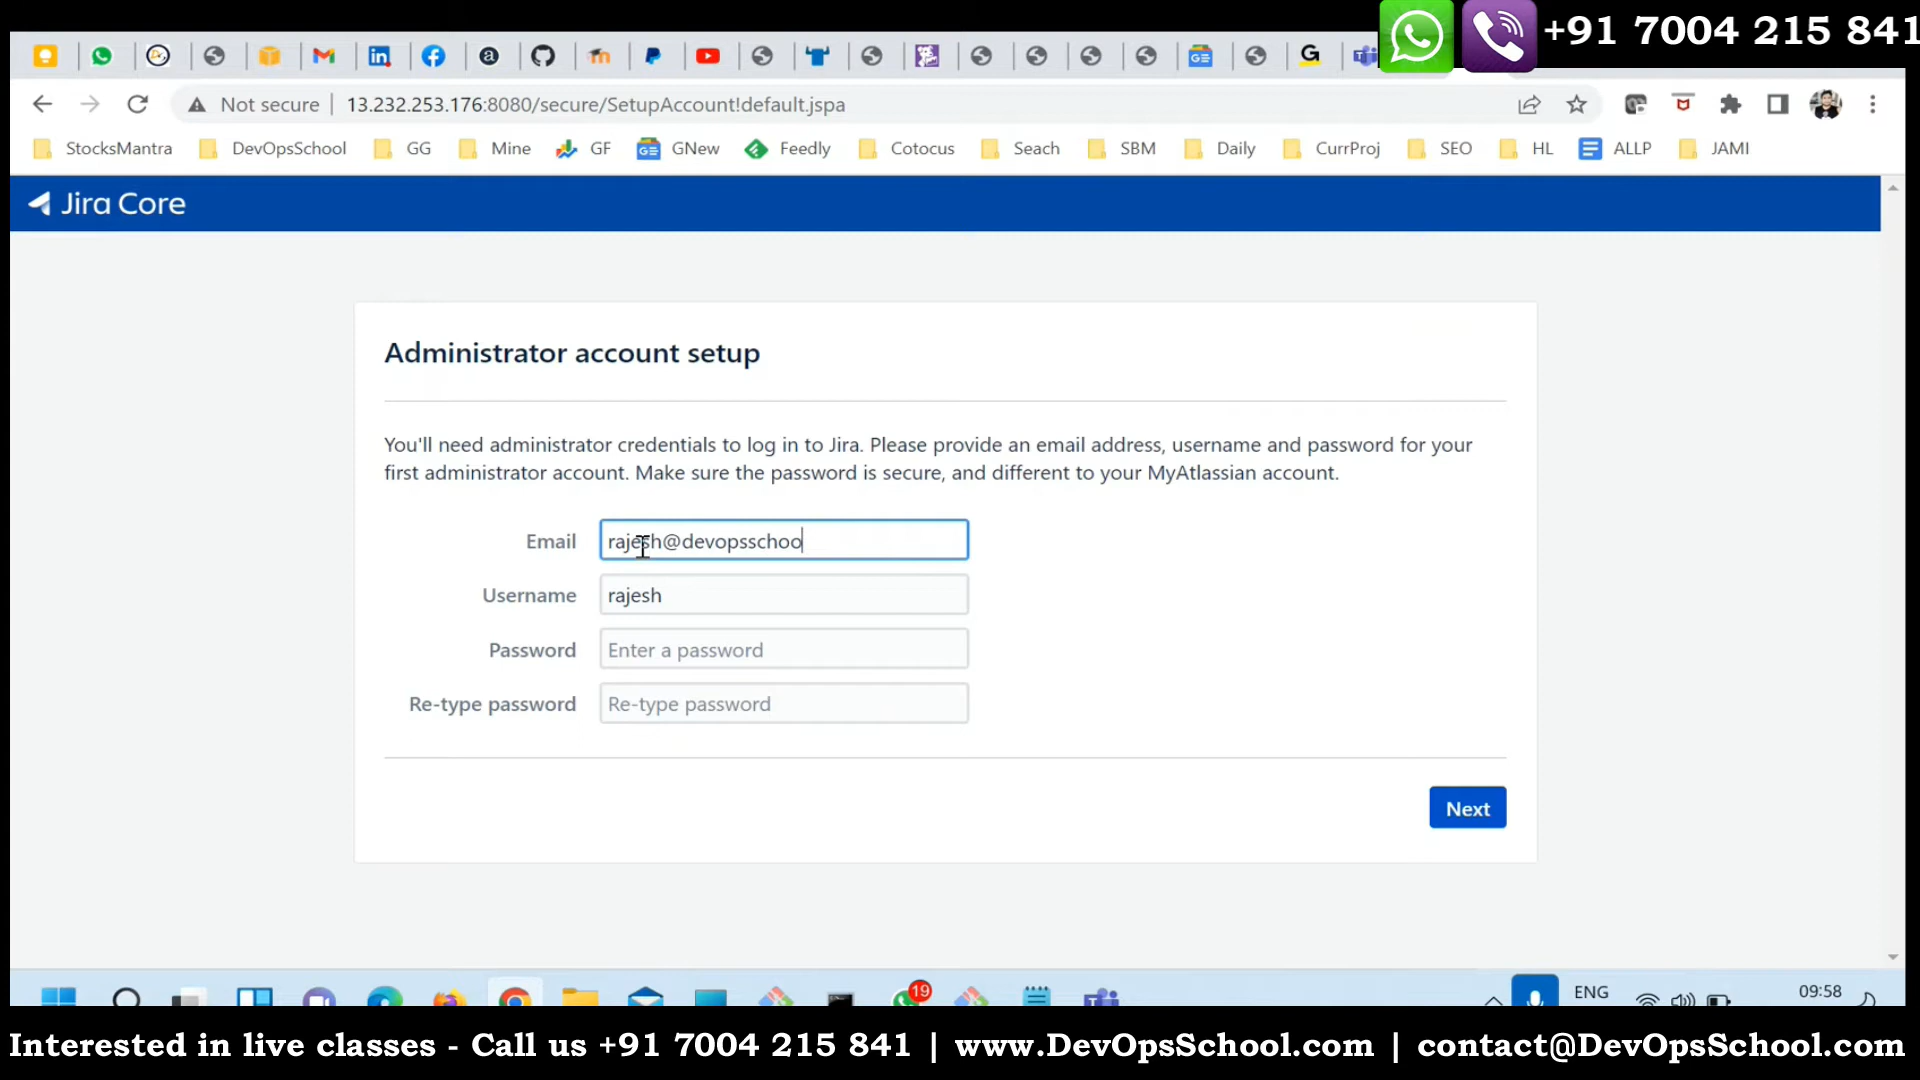 +91 7004 215 841
Not secure | 13.232.253.176:8080/secure/SetupAccount!default.jspa
StocksMantra DevOpsSchool GG Mine GF GNew Feedly Cotocus Seach SBM Daily CurrProj SEO HL ALLP JAMI
Jira Core
Administrator account setup
You'll need administrator credentials to log in to Jira. Please provide an email address, username and password for your
first administrator account. Make sure the password is secure, and different to your MyAtlassian account.
Email rajesh@devopsschoo
Username rajesh
Password Enter a password
Re-type password Re-type password
Next
19
ENG 09:58
Interested in live classes - Call us +91 7004 215 841 | www.DevOpsSchool.com | contact@DevOpsSchool.com